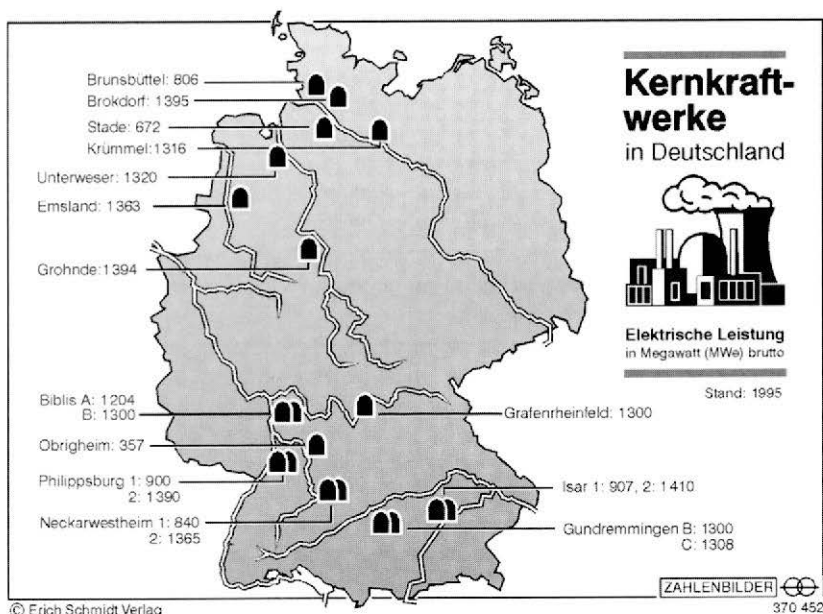 Kernkraft-
werke
in Deutschland
Elektrische Leistung
in Megawatt (MWe) brutto
Stand: 1995
Brunsbüttel: 806
Brokdorf: 1395
Stade: 672
Krümmel: 1316
Unterweser: 1320
Emsland: 1363
Grohnde: 1394
Biblis A: 1204
B: 1300
Grafenrheinfeld: 1300
Obrigheim: 357
Philippsburg 1: 900
2: 1390
Isar 1: 907, 2: 1410
Neckarwestheim 1: 840
2: 1365
Gundremmingen B: 1300
C: 1308
ZAHLENBILDER
© Erich Schmidt Verlag
370 452